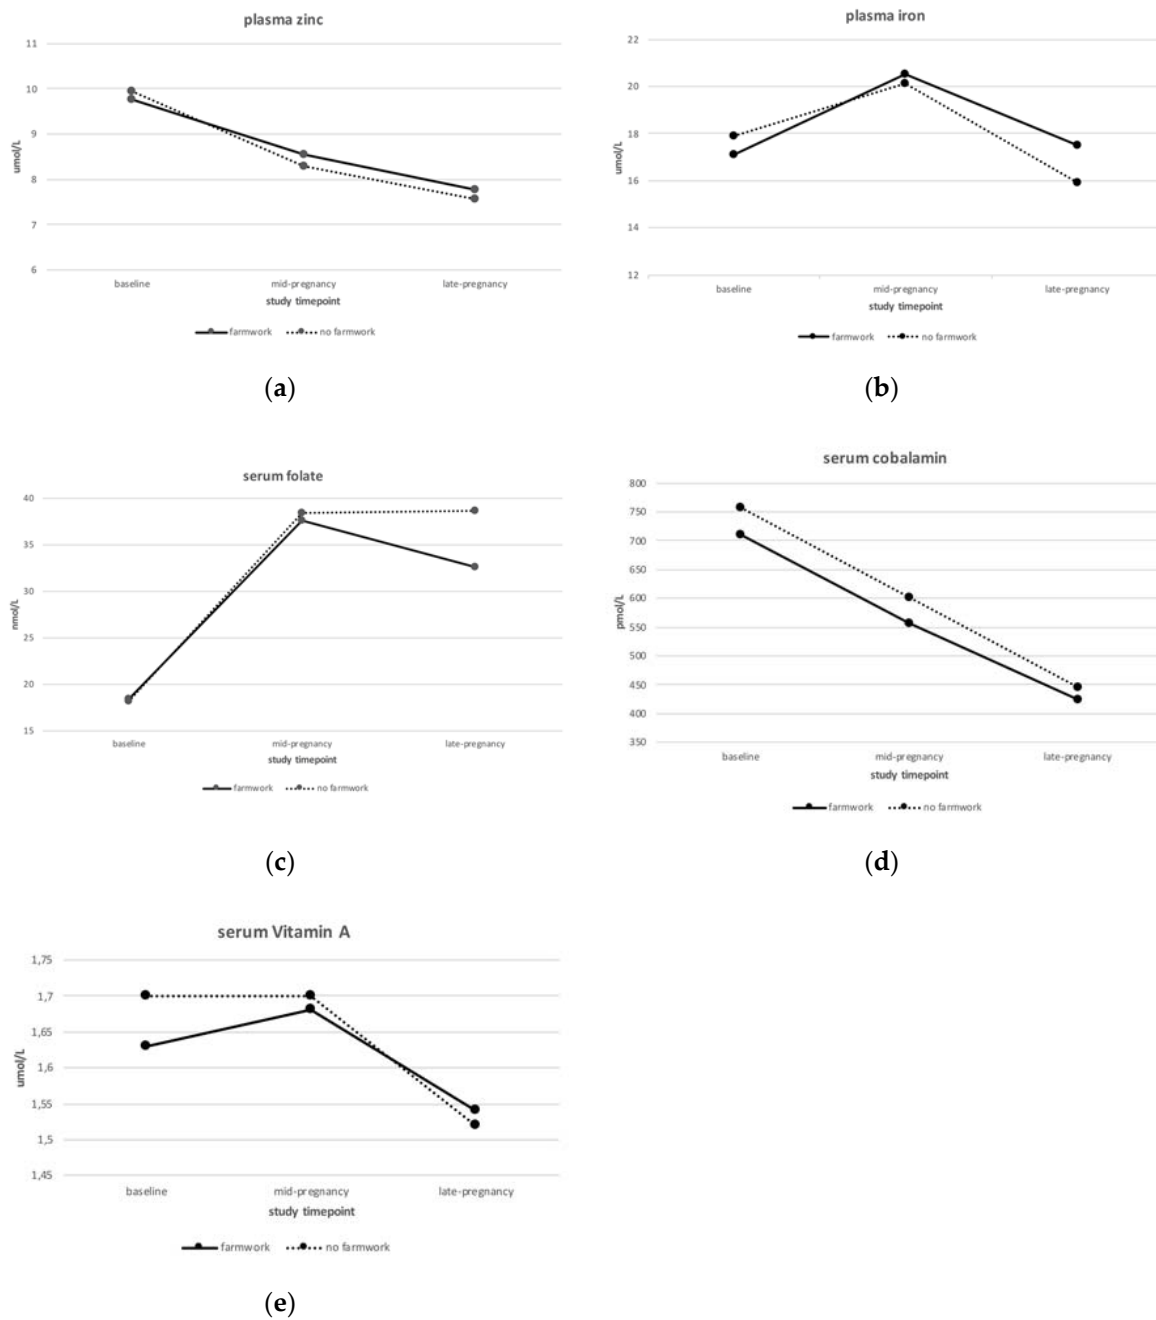 plasma zinc
11
10
9
8
7
6
umol/L
baseline mid-pregnancy late-pregnancy
study timepoint
farmwork no farmwork
(a)
plasma iron
22
20
18
16
14
12
umol/L
baseline mid-pregnancy late-pregnancy
study timepoint
farmwork no farmwork
(b)
serum folate
40
35
30
25
20
15
nmol/L
baseline mid-pregnancy late-pregnancy
study timepoint
farmwork no farmwork
(c)
serum cobalamin
800
750
700
650
600
550
500
450
400
350
pmol/L
baseline mid-pregnancy late-pregnancy
study timepoint
farmwork no farmwork
(d)
serum Vitamin A
1,75
1,7
1,65
1,6
1,55
1,5
1,45
umol/L
baseline mid-pregnancy late-pregnancy
study timepoint
farmwork no farmwork
(e)